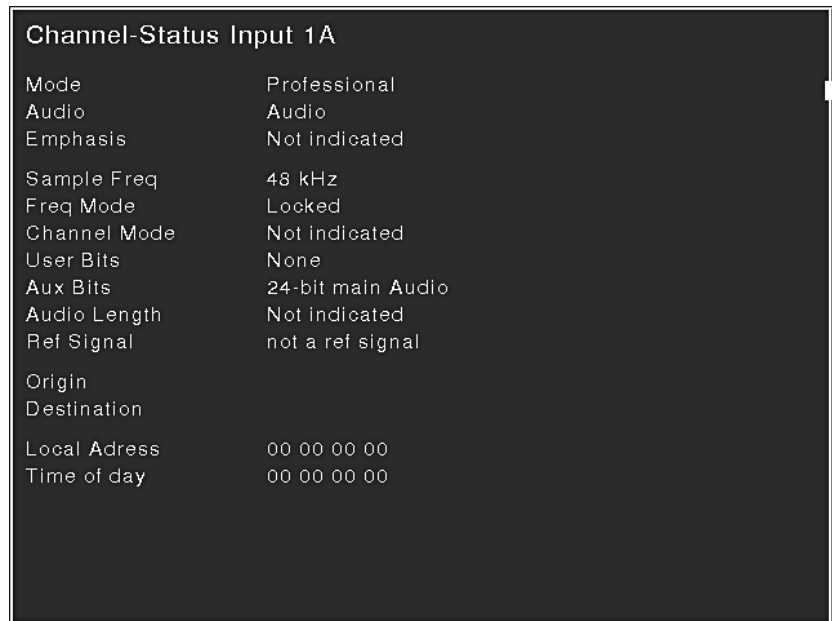 Channel-Status Input 1A
Mode Professional
Audio Audio
Emphasis Not indicated
Sample Freq 48 kHz
Freq Mode Locked
Channel Mode Not indicated
User Bits None
Aux Bits 24-bit main Audio
Audio Length Not indicated
Ref Signal not a ref signal
Origin
Destination
Local Adress 00 00 00 00
Time of day 00 00 00 00